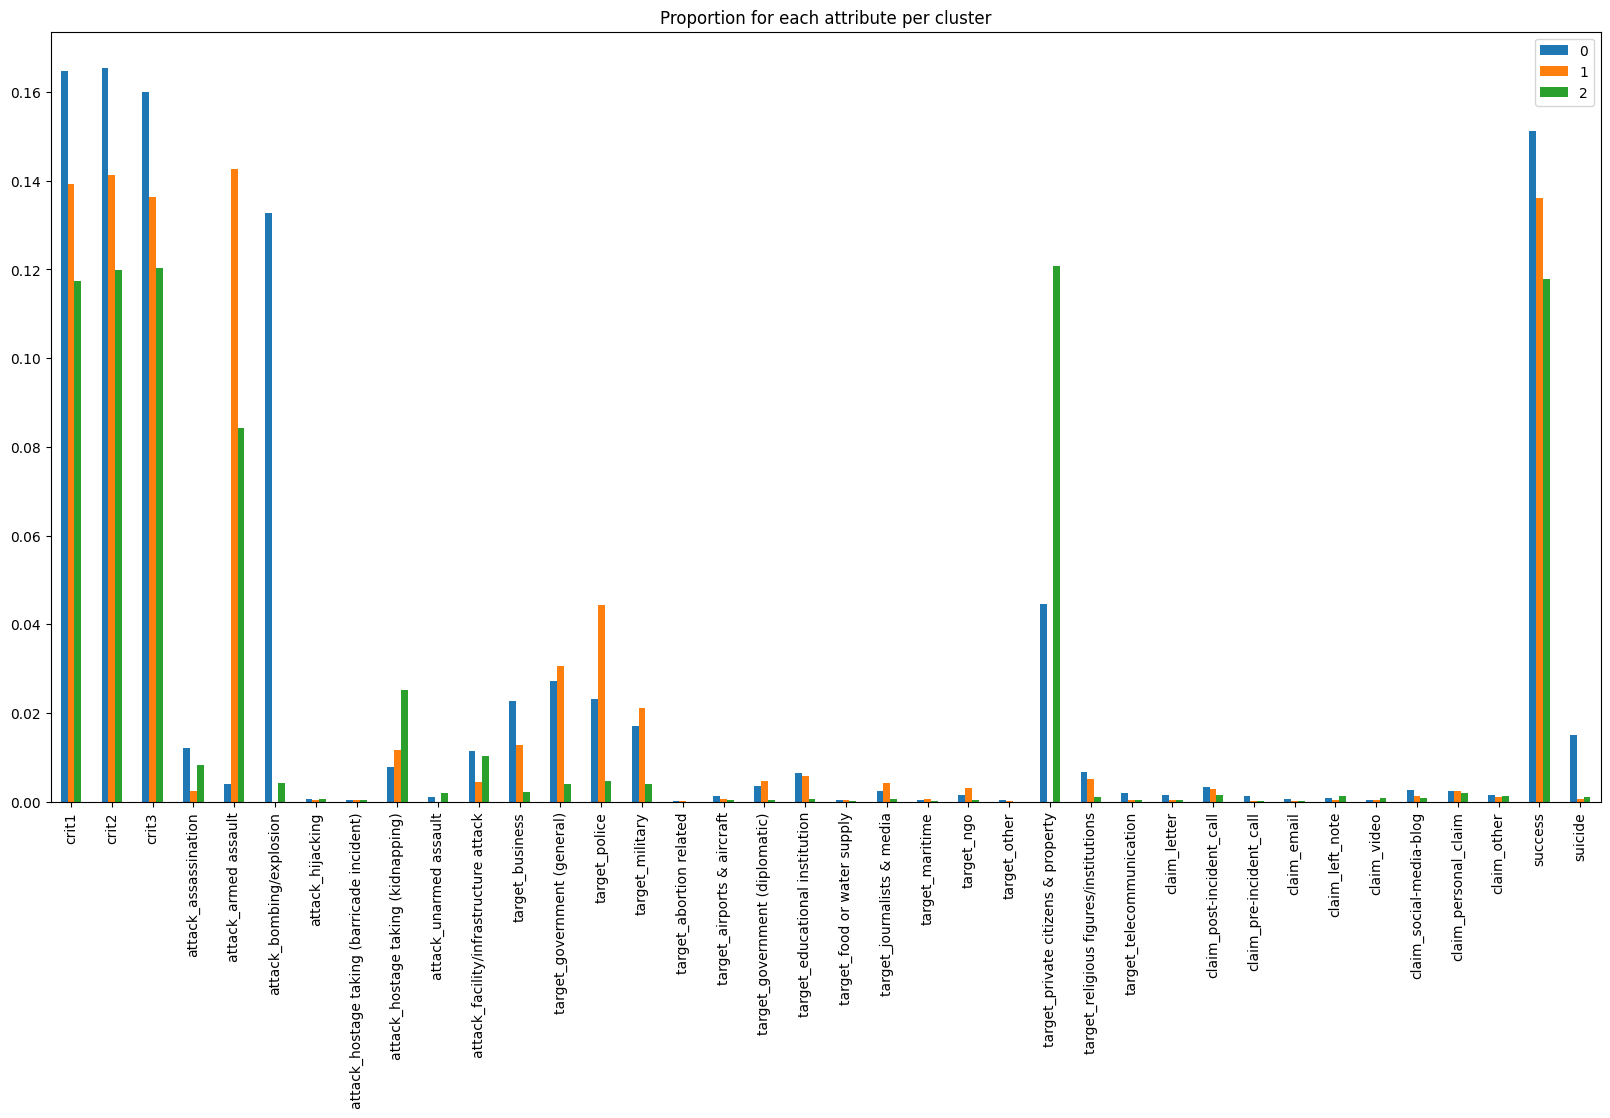 Proportion for each attribute per cluster
0
1
2
0.16
0.14
0.12
0.10
0.08
0.06
0.04
0.02
0.00
crit1
crit2
crit3
attack_assassination
attack_armed assault
attack_bombing/explosion
attack_hijacking
attack_hostage taking (barricade incident)
attack_hostage taking (kidnapping)
attack_unarmed assault
attack_facility/infrastructure attack
target_business
target_government (general)
target_police
target_military
target_abortion related
target_airports & aircraft
target_government (diplomatic)
target_educational institution
target_food or water supply
target_journalists & media
target_maritime
target_ngo
target_other
target_private citizens & property
target_religious figures/institutions
target_telecommunication
claim_letter
claim_post-incident_call
claim_pre-incident_call
claim_email
claim_left_note
claim_video
claim_social-media-blog
claim_personal_claim
claim_other
success
suicide